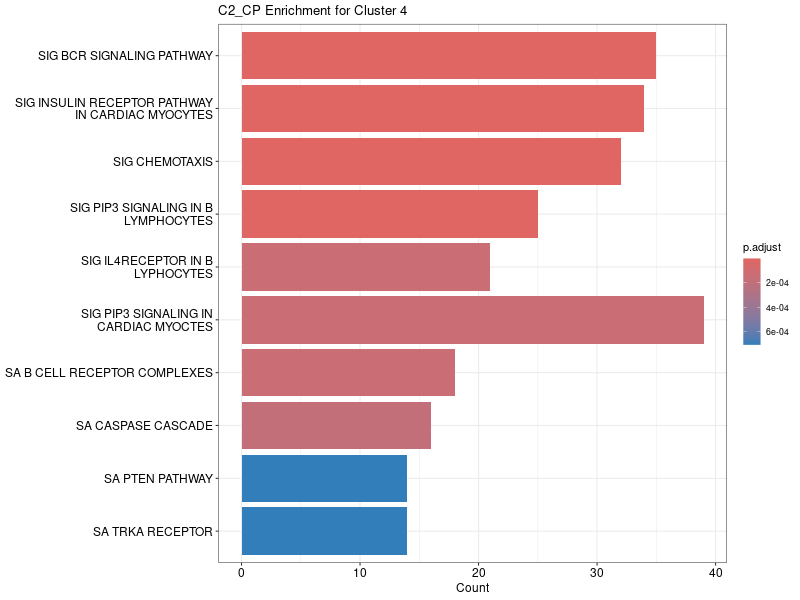 C2_CP Enrichment for Cluster 4
SIG BCR SIGNALING PATHWAY
SIG INSULIN RECEPTOR PATHWAY
IN CARDIAC MYOCYTES
SIG CHEMOTAXIS
SIG PIP3 SIGNALING IN B
LYMPHOCYTES
SIG IL4RECEPTOR IN B
LYPHOCYTES
SIG PIP3 SIGNALING IN
CARDIAC MYOCTES
SA B CELL RECEPTOR COMPLEXES
SA CASPASE CASCADE
SA PTEN PATHWAY
SA TRKA RECEPTOR
0 10 20 30 40
Count
p.adjust
2e-04
4e-04
6e-04